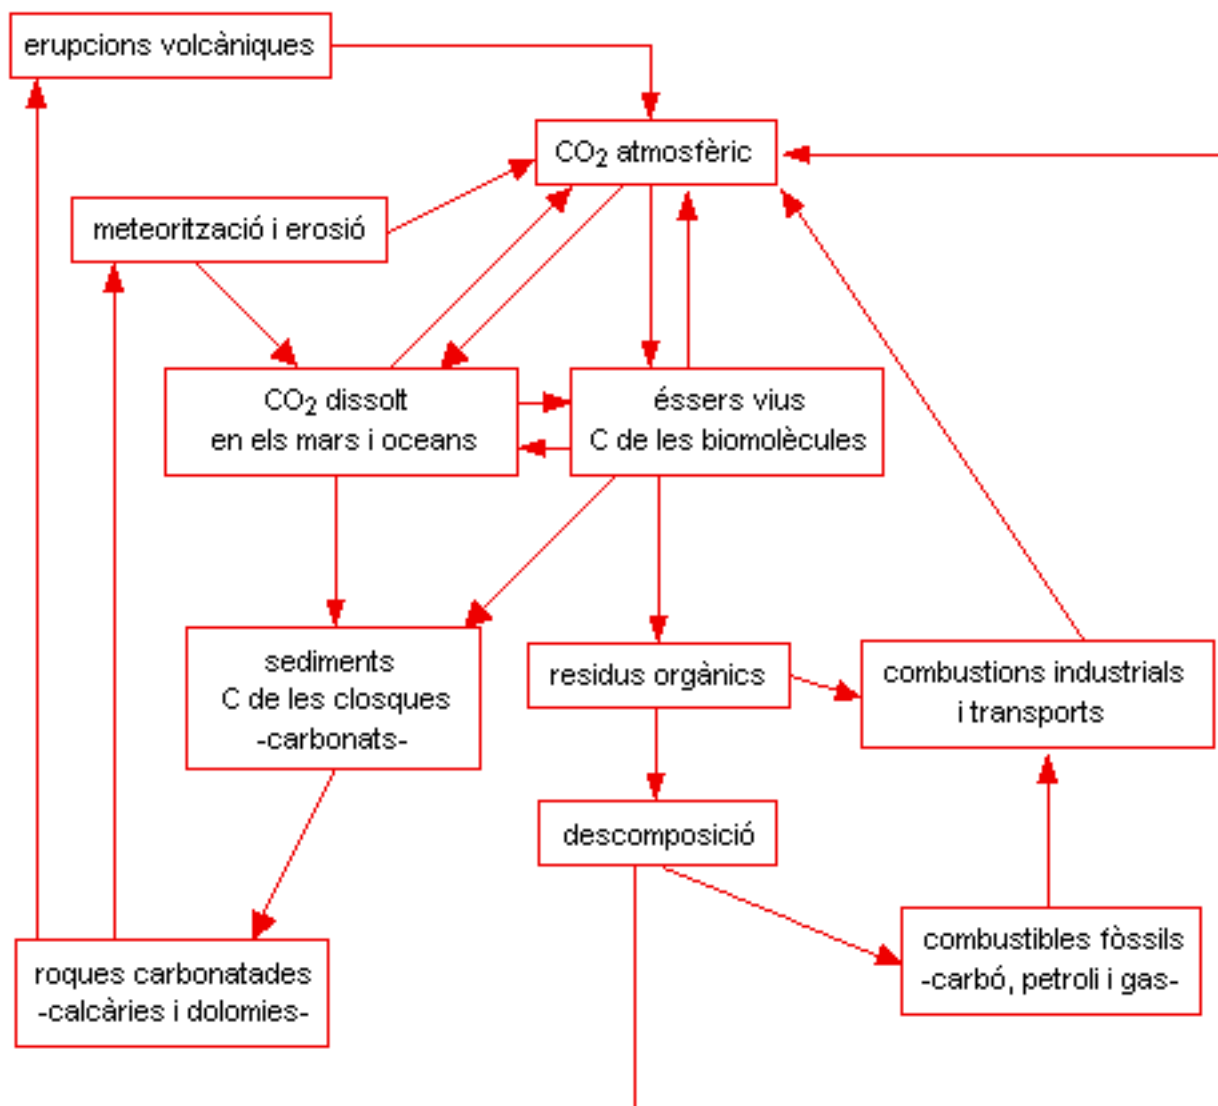 erupcions volcàniques
CO₂ atmosfèric
meteorització i erosió
CO₂ dissolt
en els mars i oceans
éssers vius
C de les biomolècules
sediments
C de les closques
-carbonats-
residus orgànics
combustions industrials
i transports
descomposició
combustibles fòssils
-carbó, petroli i gas-
roques carbonatades
-calcàries i dolomies-